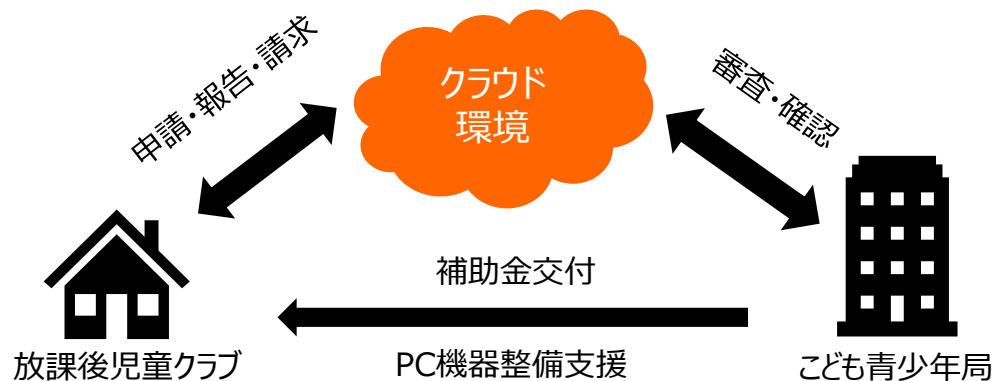 申請・報告・請求
クラウド
環境
審査・確認
補助金交付
放課後児童クラブ
PC機器整備支援
こども青少年局